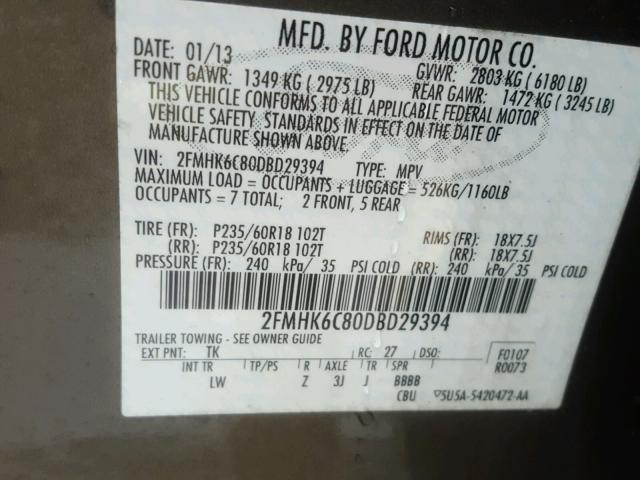 MFD. BY FORD MOTOR CO.
DATE: 01/13 GVWR: 2803 KG ( 6180 LB)
FRONT GAWR: 1349 KG ( 2975 LB) REAR GAWR: 1472 KG ( 3245 LB)
THIS VEHICLE CONFORMS TO ALL APPLICABLE FEDERAL MOTOR
VEHICLE SAFETY STANDARDS IN EFFECT ON THE DATE OF
MANUFACTURE SHOWN ABOVE.
VIN: 2FMHK6C80DBD29394 TYPE: MPV
MAXIMUM LOAD = OCCUPANTS + LUGGAGE = 526KG/1160LB
OCCUPANTS = 7 TOTAL; 2 FRONT, 5 REAR
TIRE (FR): P235/60R18 102T RIMS (FR): 18X7.5J
(RR): P235/60R18 102T (RR): 18X7.5J
PRESSURE (FR): 240 kPa/ 35 PSI COLD (RR): 240 kPa/ 35 PSI COLD
2FMHK6C80DBD29394
TRAILER TOWING - SEE OWNER GUIDE
EXT PNT: TK RC: 27 DSO: F0107
INT TR TP/PS R AXLE TR SPR R0073
LW Z 3J J BBBB
CBU 5U5A-5420472-AA